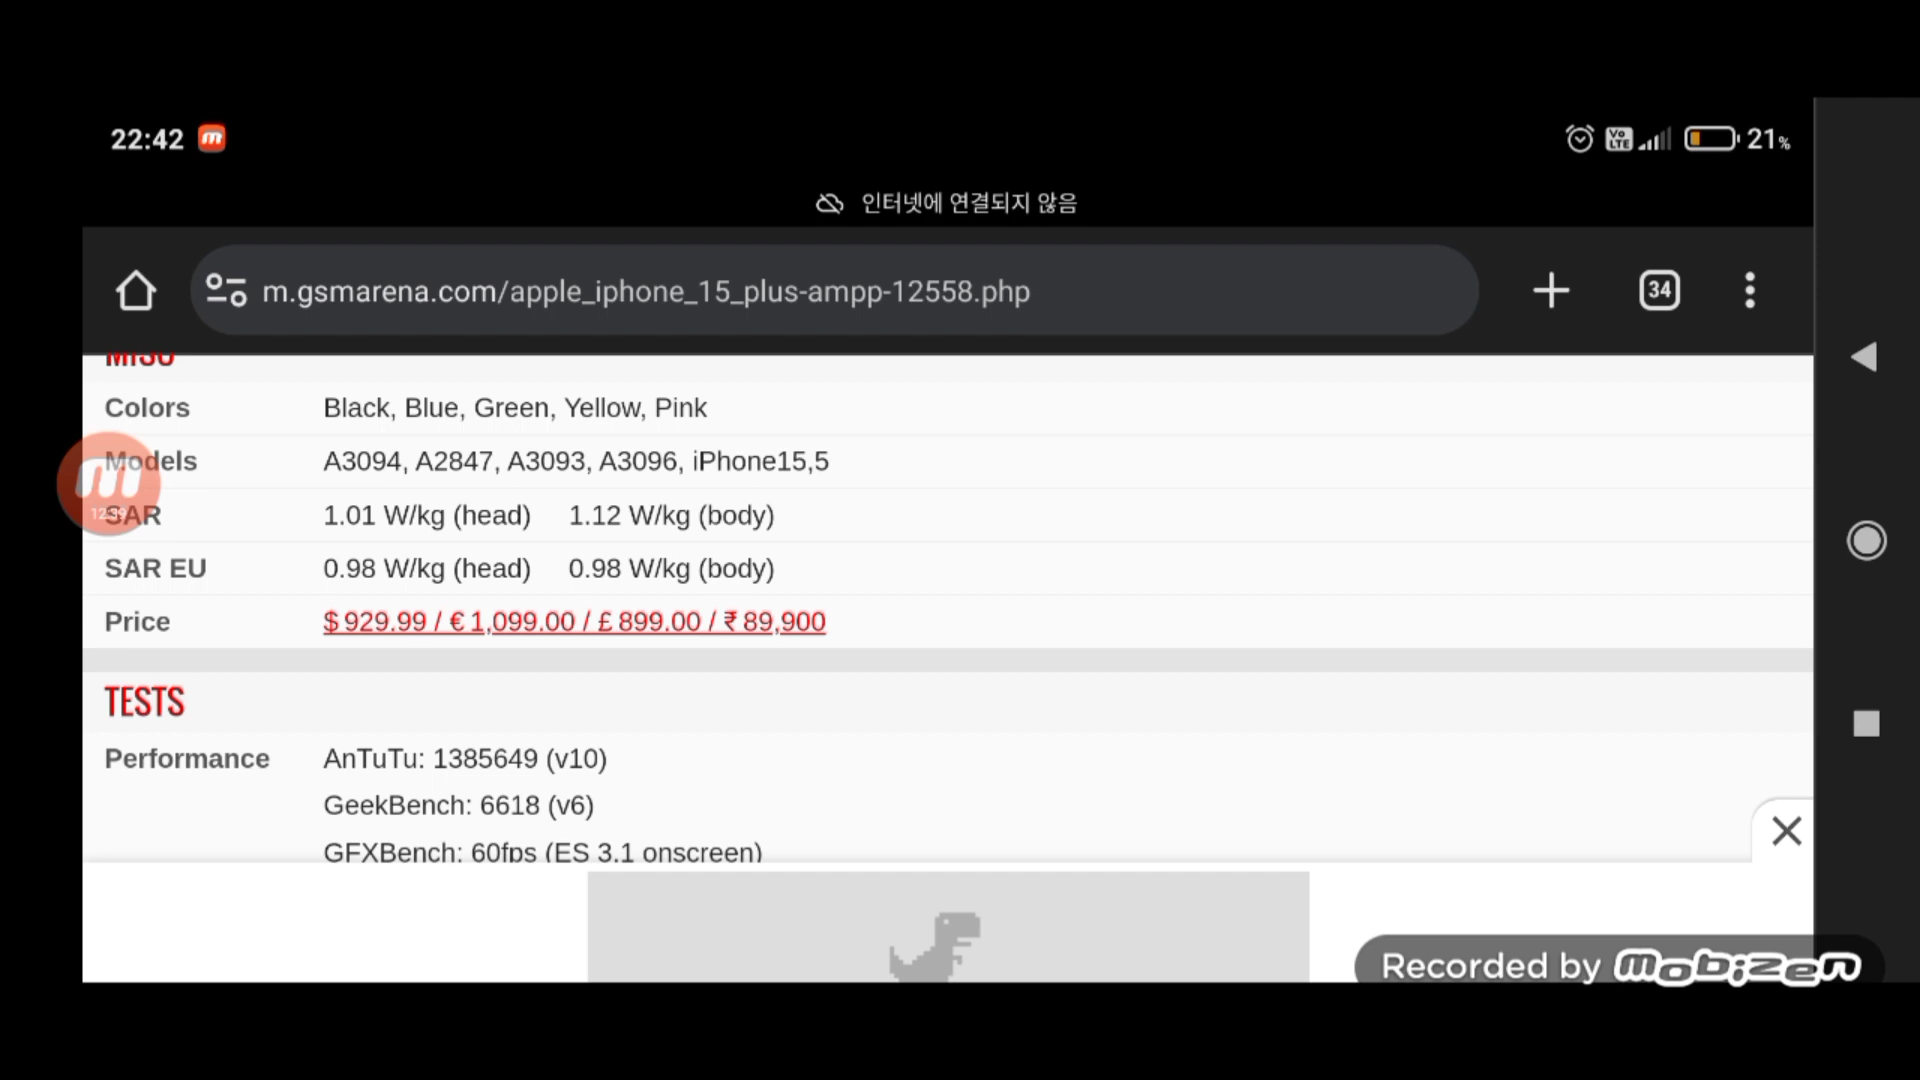 22:42
21%
인터넷에 연결되지 않음
m.gsmarena.com/apple_iphone_15_plus-ampp-12558.php
34
MISC
Colors Black, Blue, Green, Yellow, Pink
Models A3094, A2847, A3093, A3096, iPhone15,5
12:39
SAR 1.01 W/kg (head) 1.12 W/kg (body)
SAR EU 0.98 W/kg (head) 0.98 W/kg (body)
Price $ 929.99 / € 1,099.00 / £ 899.00 / ₹ 89,900
TESTS
Performance AnTuTu: 1385649 (v10)
GeekBench: 6618 (v6)
GFXBench: 60fps (ES 3.1 onscreen)
Recorded by mobizen